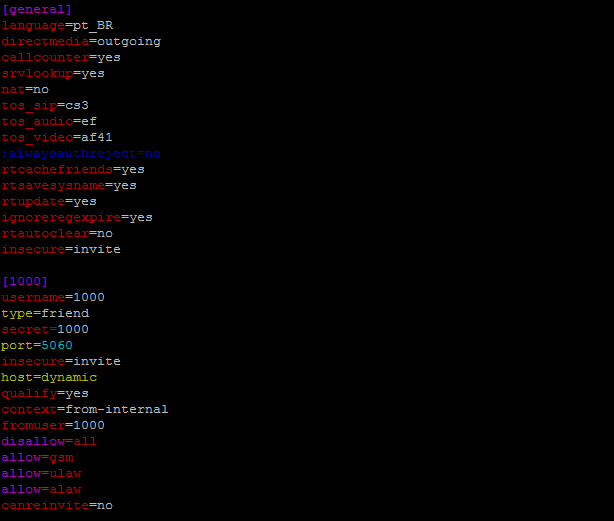 [general]
language=pt_BR
directmedia=outgoing
callcounter=yes
srvlookup=yes
nat=no
tos_sip=cs3
tos_audio=ef
tos_video=af41
;alwaysauthreject=no
rtcachefriends=yes
rtsavesysname=yes
rtupdate=yes
ignoreregexpire=yes
rtautoclear=no
insecure=invite
[1000]
username=1000
type=friend
secret=1000
port=5060
insecure=invite
host=dynamic
qualify=yes
context=from-internal
fromuser=1000
disallow=all
allow=gsm
allow=ulaw
allow=alaw
canreinvite=no